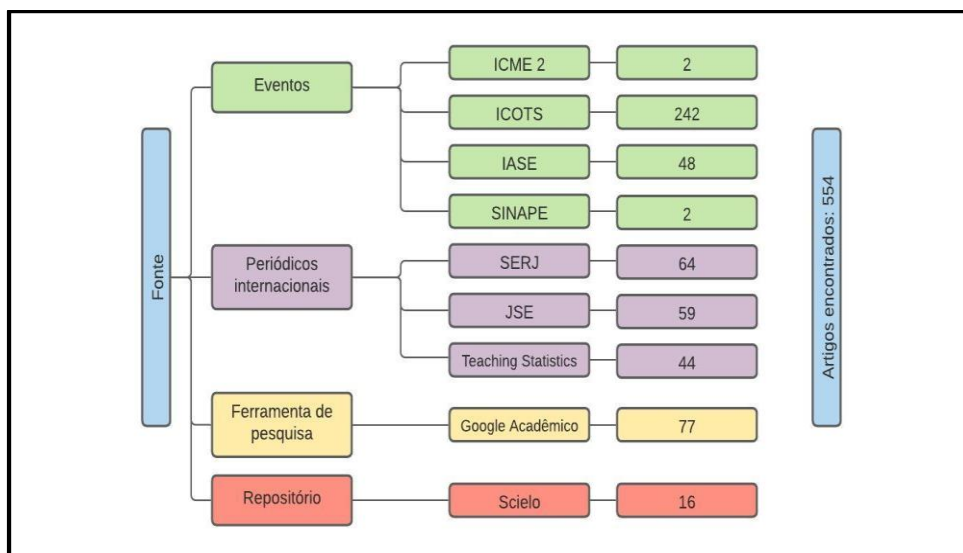 Fonte
Eventos
ICME 2
2
ICOTS
242
IASE
48
SINAPE
2
Periódicos
internacionais
SERJ
64
JSE
59
Teaching Statistics
44
Ferramenta de
pesquisa
Google Acadêmico
77
Repositório
Scielo
16
Artigos encontrados: 554